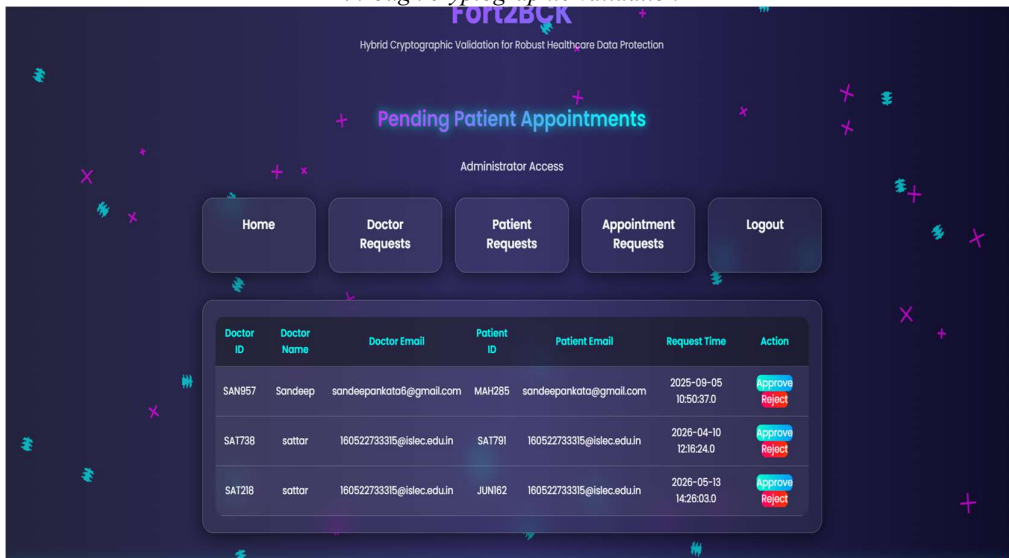 Fort2BCK
Hybrid Cryptographic Validation for Robust Healthcare Data Protection
Pending Patient Appointments
Administrator Access
Home
Doctor Requests
Patient Requests
Appointment Requests
Logout
Doctor ID Doctor Name Doctor Email Patient ID Patient Email Request Time Action
SAN957 Sandeep sandeepankata6@gmail.com MAH285 sandeepankata@gmail.com 2025-09-05 10:50:37.0 Approve Reject
SAT738 sattar 160522733315@islec.edu.in SAT791 160522733315@islec.edu.in 2026-04-10 12:16:24.0 Approve Reject
SAT218 sattar 160522733315@islec.edu.in JUN162 160522733315@islec.edu.in 2026-05-13 14:26:03.0 Approve Reject